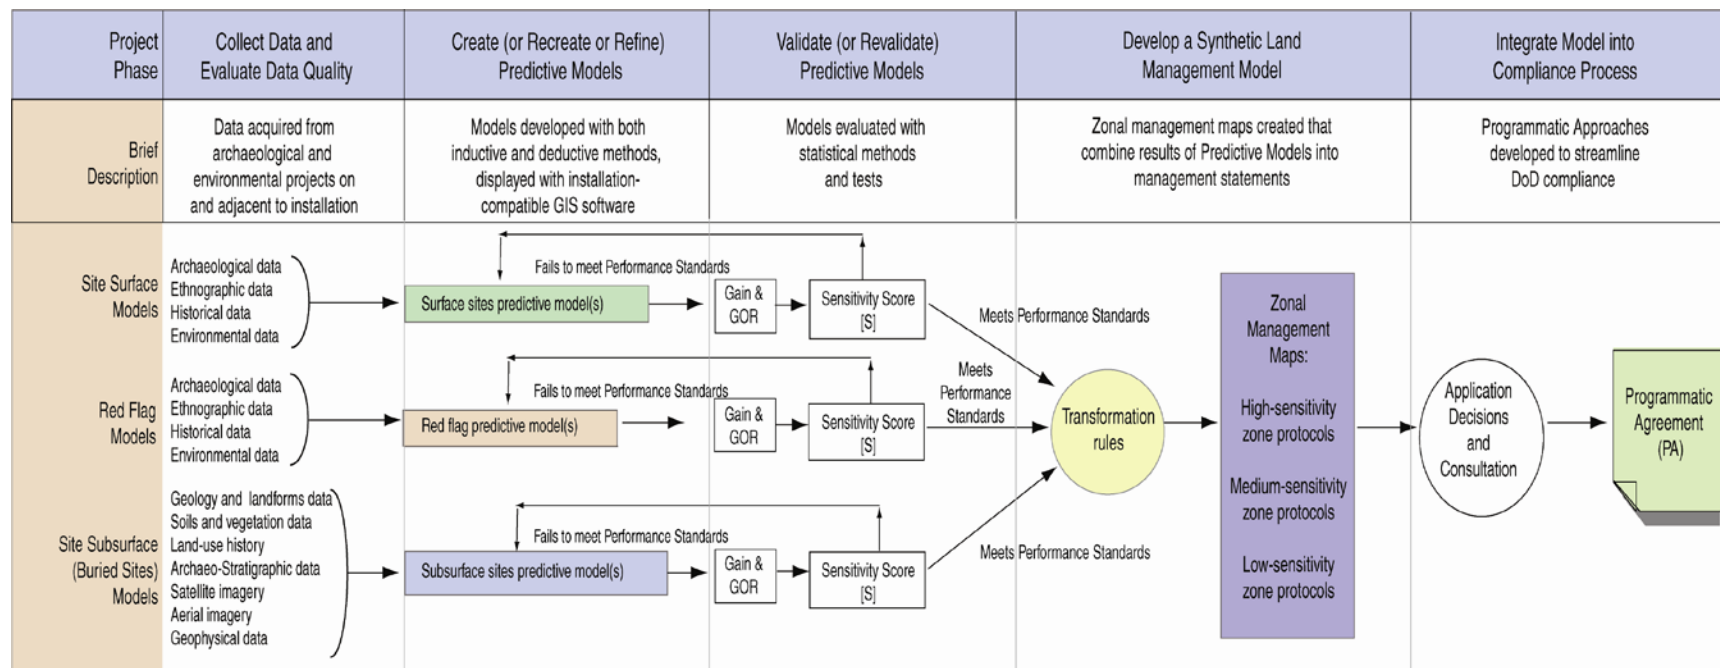 Project
Phase
Collect Data and
Evaluate Data Quality
Create (or Recreate or Refine)
Predictive Models
Validate (or Revalidate)
Predictive Models
Develop a Synthetic Land
Management Model
Integrate Model into
Compliance Process
Brief
Description
Data acquired from
archaeological and
environmental projects on
and adjacent to installation
Models developed with both
inductive and deductive methods,
displayed with installation-
compatible GIS software
Models evaluated with
statistical methods
and tests
Zonal management maps created that
combine results of Predictive Models into
management statements
Programmatic Approaches
developed to streamline
DoD compliance
Site Surface
Models
Archaeological data
Ethnographic data
Historical data
Environmental data
Fails to meet Performance Standards
Surface sites predictive model(s)
Gain &
GOR
Sensitivity Score
[S]
Meets Performance Standards
Red Flag
Models
Archaeological data
Ethnographic data
Historical data
Environmental data
Fails to meet Performance Standards
Red flag predictive model(s)
Gain &
GOR
Sensitivity Score
[S]
Meets
Performance
Standards
Site Subsurface
(Buried Sites)
Models
Geology and landforms data
Soils and vegetation data
Land-use history
Archaeo-Stratigraphic data
Satellite imagery
Aerial imagery
Geophysical data
Fails to meet Performance Standards
Subsurface sites predictive model(s)
Gain &
GOR
Sensitivity Score
[S]
Meets Performance Standards
Transformation
rules
Zonal
Management
Maps:
High-sensitivity
zone protocols
Medium-sensitivity
zone protocols
Low-sensitivity
zone protocols
Application
Decisions
and
Consultation
Programmatic
Agreement
(PA)